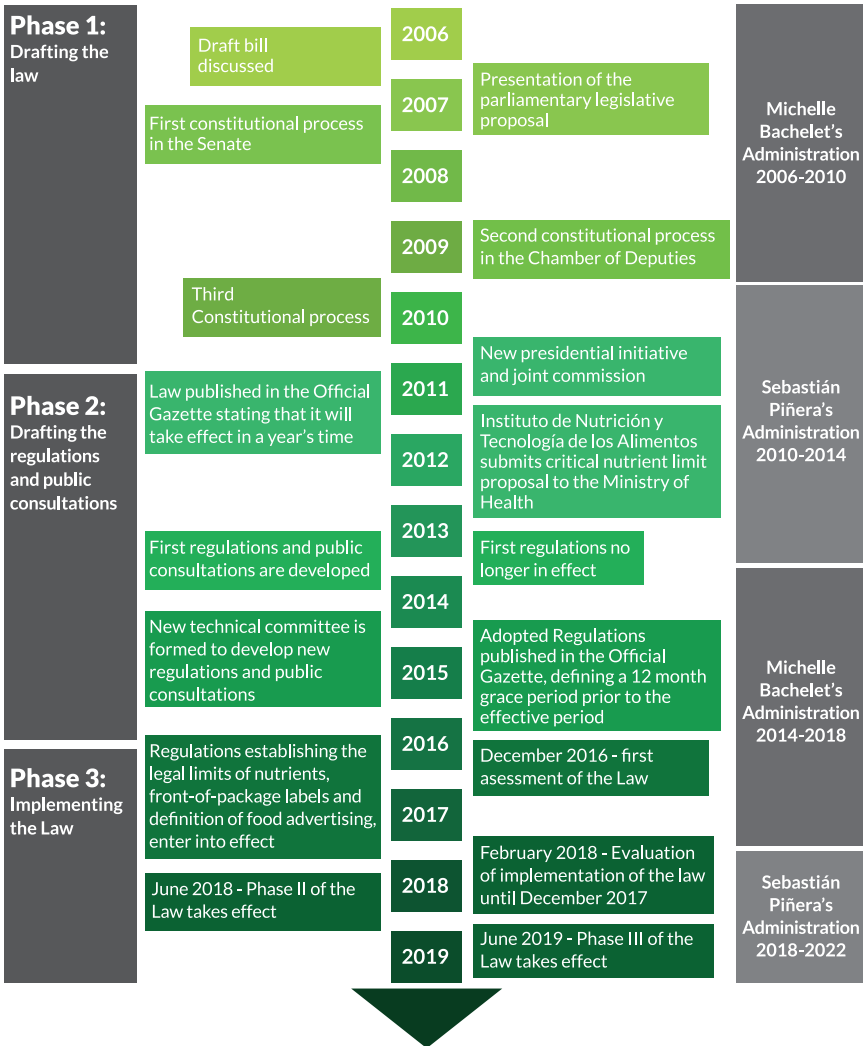 Phase 1:
Drafting the
law
Phase 2:
Drafting the
regulations
and public
consultations
Phase 3:
Implementing
the Law
Draft bill
discussed
First constitutional process
in the Senate
Third
Constitutional process
Law published in the Official
Gazette stating that it will
take effect in a year’s time
First regulations and public
consultations are developed
New technical committee is
formed to develop new
regulations and public
consultations
Regulations establishing the
legal limits of nutrients,
front-of-package labels and
definition of food advertising,
enter into effect
June 2018 - Phase II of the
Law takes effect
2006
2007
2008
2009
2010
2011
2012
2013
2014
2015
2016
2017
2018
2019
Presentation of the
parliamentary legislative
proposal
Second constitutional process
in the Chamber of Deputies
New presidential initiative
and joint commission
Instituto de Nutrición y
Tecnología de los Alimentos
submits critical nutrient limit
proposal to the Ministry of
Health
First regulations no
longer in effect
Adopted Regulations
published in the Official
Gazette, defining a 12 month
grace period prior to the
effective period
December 2016 - first
asessment of the Law
February 2018 - Evaluation
of implementation of the law
until December 2017
June 2019 - Phase III of the
Law takes effect
Michelle
Bachelet’s
Administration
2006-2010
Sebastián
Piñera’s
Administration
2010-2014
Michelle
Bachelet’s
Administration
2014-2018
Sebastián
Piñera’s
Administration
2018-2022